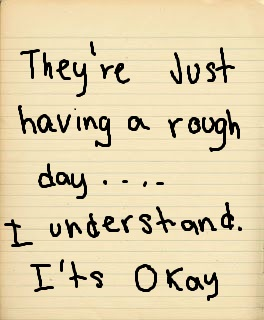 They're Just
having a rough
day....
I understand.
I'ts Okay